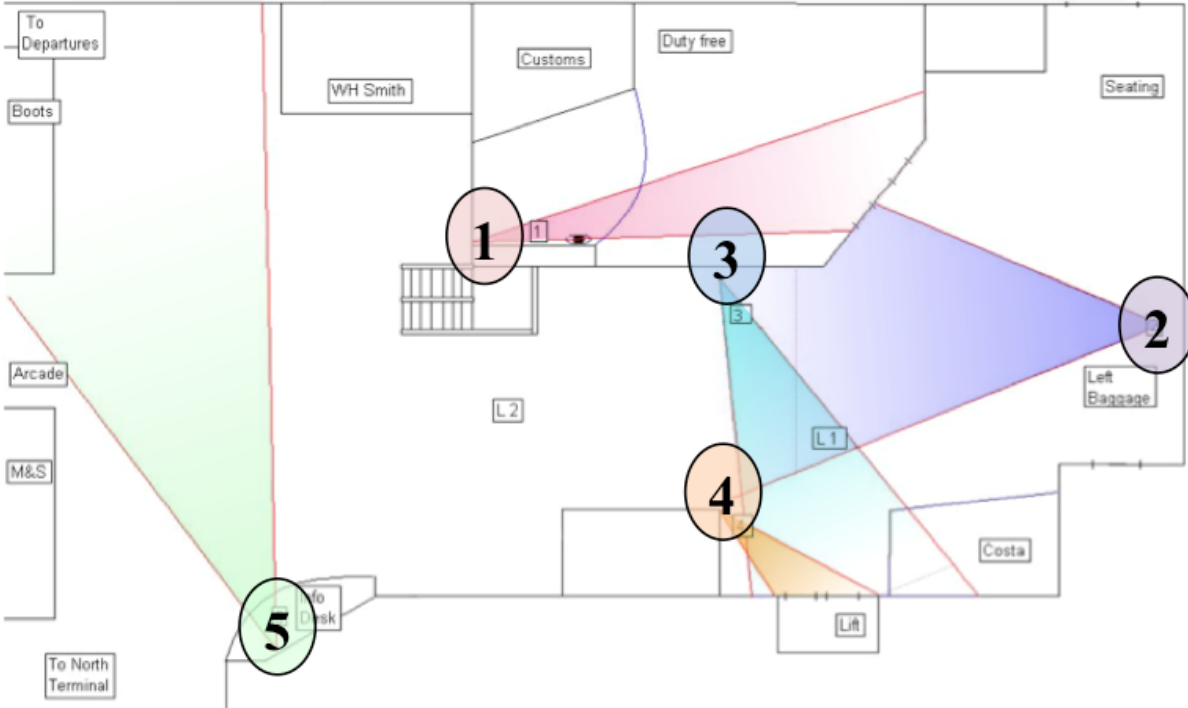 To
Departures
Boots
WH Smith
Customs
Duty free
Seating
1
1
3
3
2
Left
Baggage
Arcade
L 2
L 1
M&S
4
Costa
5
Info
Desk
Lift
To North
Terminal